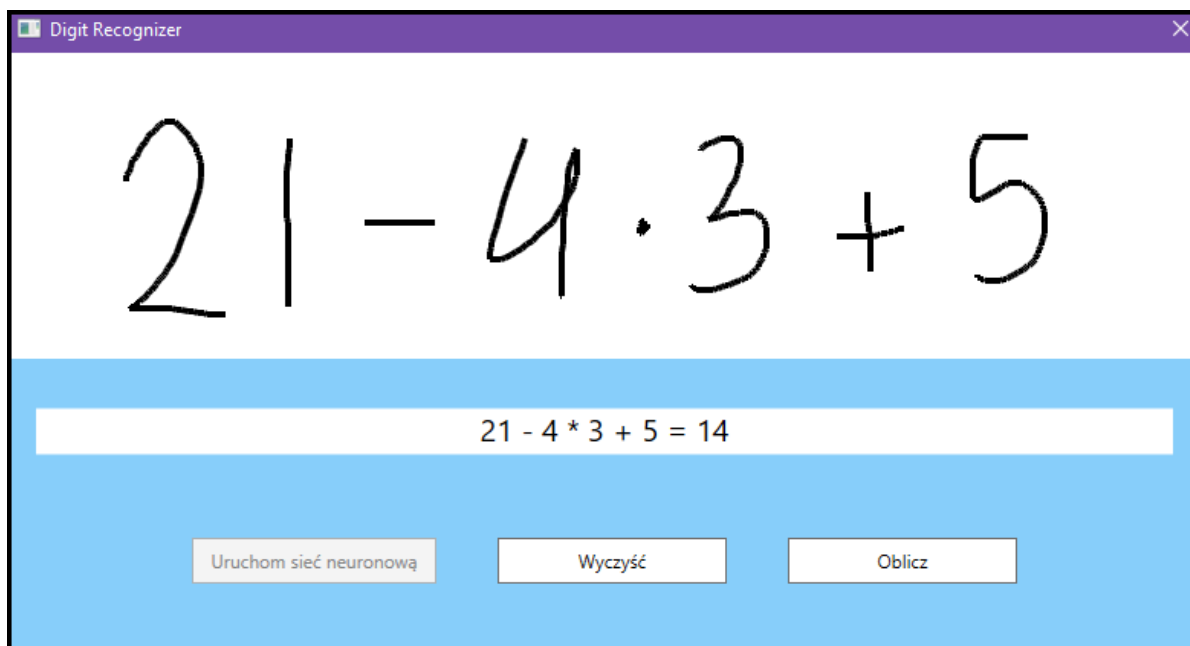 Digit Recognizer
21 - 4 · 3 + 5
21 - 4 * 3 + 5 = 14
Uruchom sieć neuronową Wyczyść Oblicz